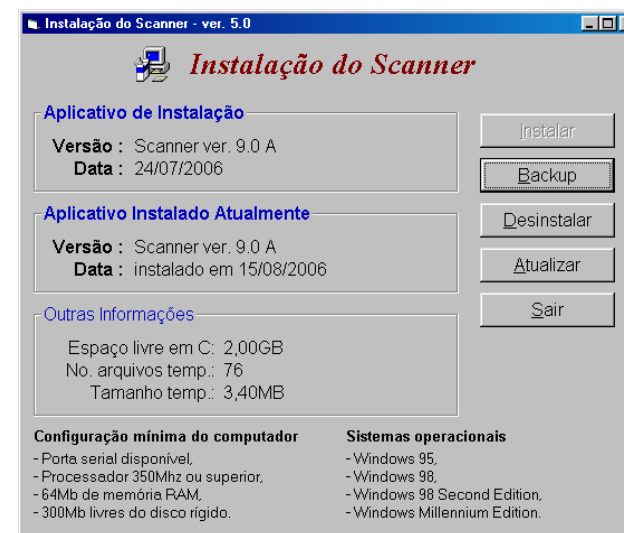 Instalação do Scanner - ver. 5.0
Instalação do Scanner
Aplicativo de Instalação
Versão : Scanner ver. 9.0 A
Data : 24/07/2006
Instalar
Backup
Aplicativo Instalado Atualmente
Versão : Scanner ver. 9.0 A
Data : instalado em 15/08/2006
Desinstalar
Atualizar
Outras Informações
Espaço livre em C: 2,00GB
No. arquivos temp.: 76
Tamanho temp.: 3,40MB
Sair
Configuração mínima do computador
- Porta serial disponível,
- Processador 350Mhz ou superior,
- 64Mb de memória RAM,
- 300Mb livres do disco rígido.
Sistemas operacionais
- Windows 95,
- Windows 98,
- Windows 98 Second Edition,
- Windows Millennium Edition.